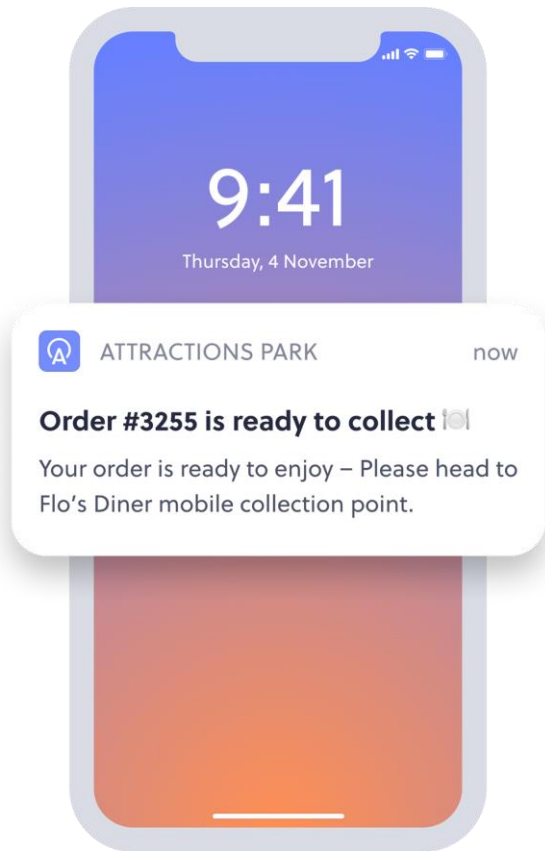 9:41
Thursday, 4 November
ATTRACTIONS PARK now
Order #3255 is ready to collect 🍽️
Your order is ready to enjoy – Please head to
Flo’s Diner mobile collection point.